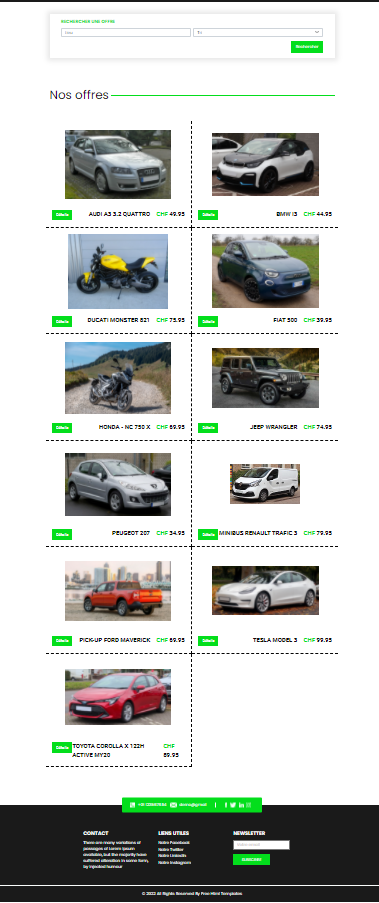 RECHERCHER UNE OFFRE
Tri
Rechercher
Nos offres
Détails AUDI A3 3.2 QUATTRO CHF 49.95
Détails BMW I3 CHF 44.95
Détails DUCATI MONSTER 821 CHF 75.95
Détails FIAT 500 CHF 39.95
Détails HONDA - NC 750 X CHF 69.95
Détails JEEP WRANGLER CHF 74.95
Détails PEUGEOT 207 CHF 34.95
Détails MINIBUS RENAULT TRAFIC 3 CHF 79.95
Détails PICK-UP FORD MAVERICK CHF 69.95
Détails TESLA MODEL 3 CHF 99.95
Détails TOYOTA COROLLA X 122H CHF
ACTIVE MY20 89.95
CONTACT
There are many variations of
passages of Lorem Ipsum
available, but the majority have
suffered alteration in some form,
by injected humour
LIENS UTILES
Notre Facebook
Notre Twitter
Notre LinkedIn
Notre Instagram
NEWSLETTER
SUBSCRIBE
© 2022 All Rights Reserved By Free Html Templates